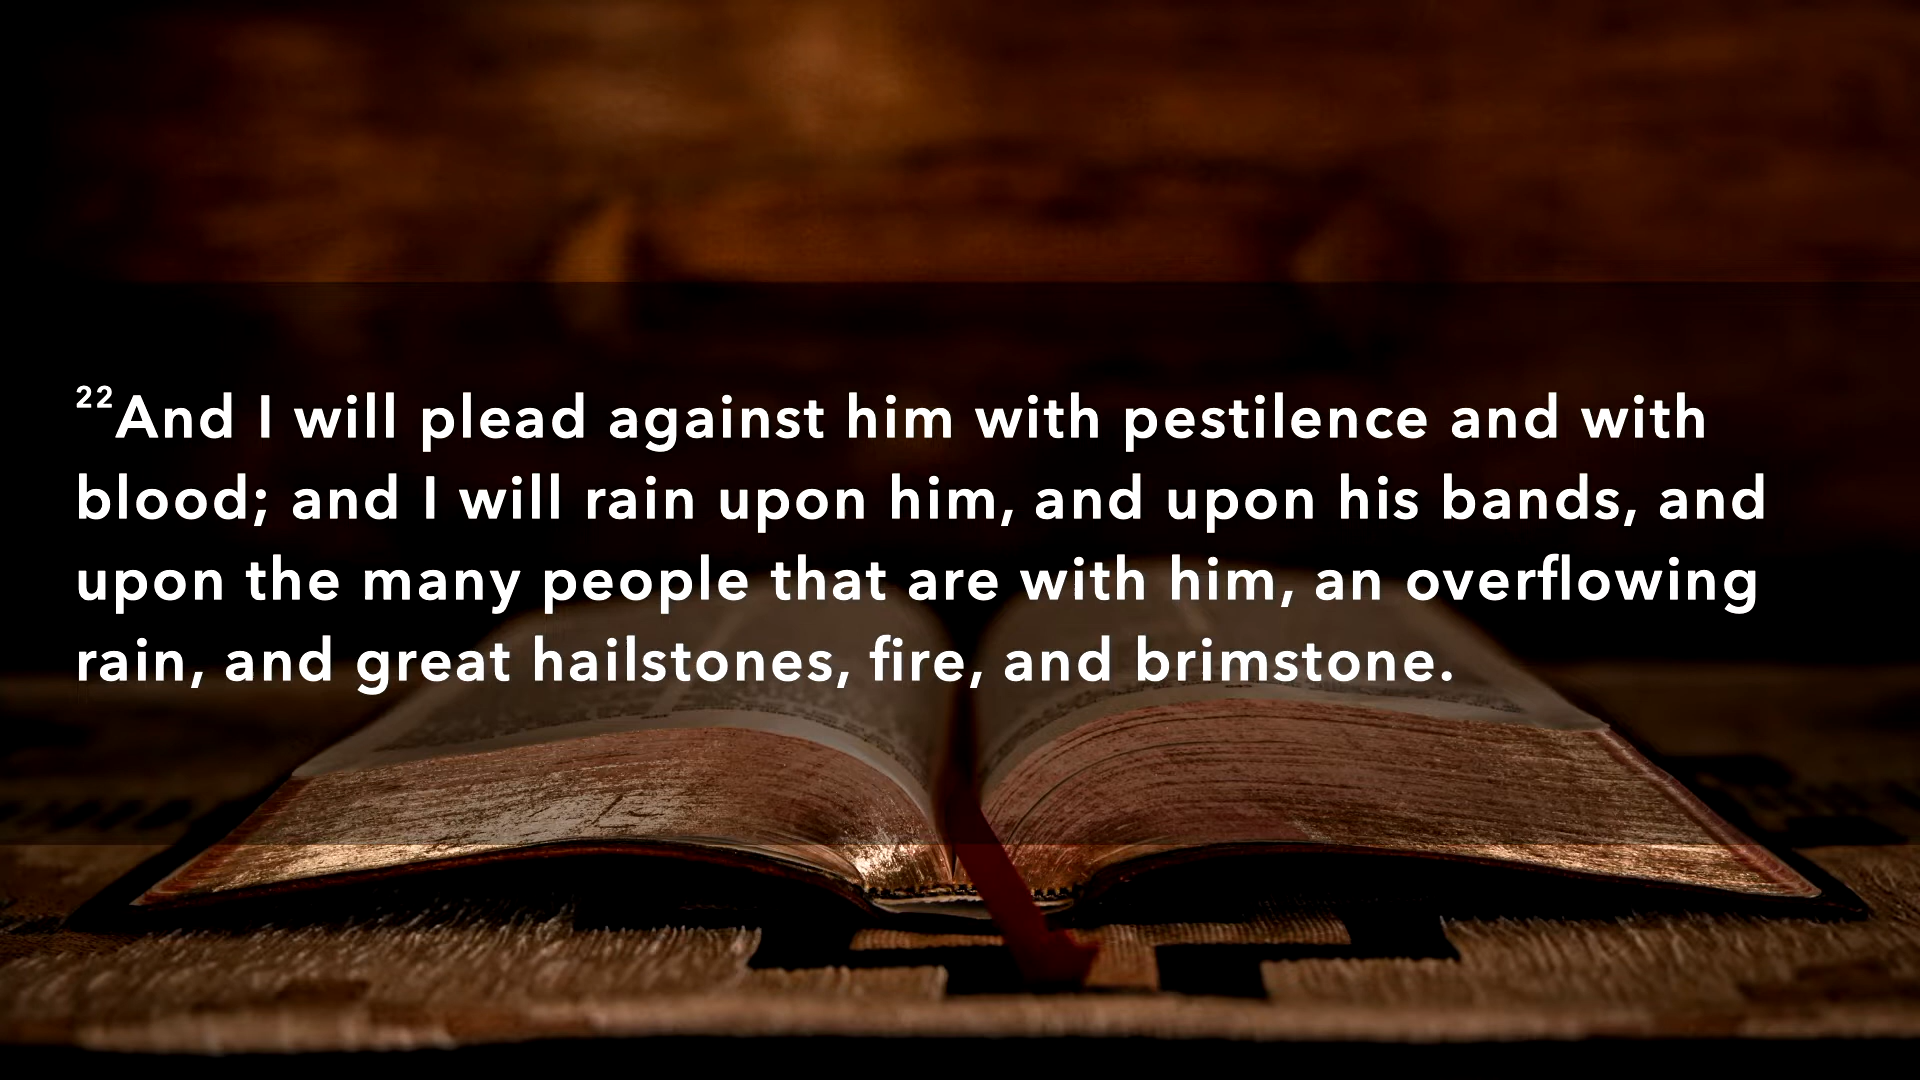 22And I will plead against him with pestilence and with
blood; and I will rain upon him, and upon his bands, and
upon the many people that are with him, an overflowing
rain, and great hailstones, fire, and brimstone.